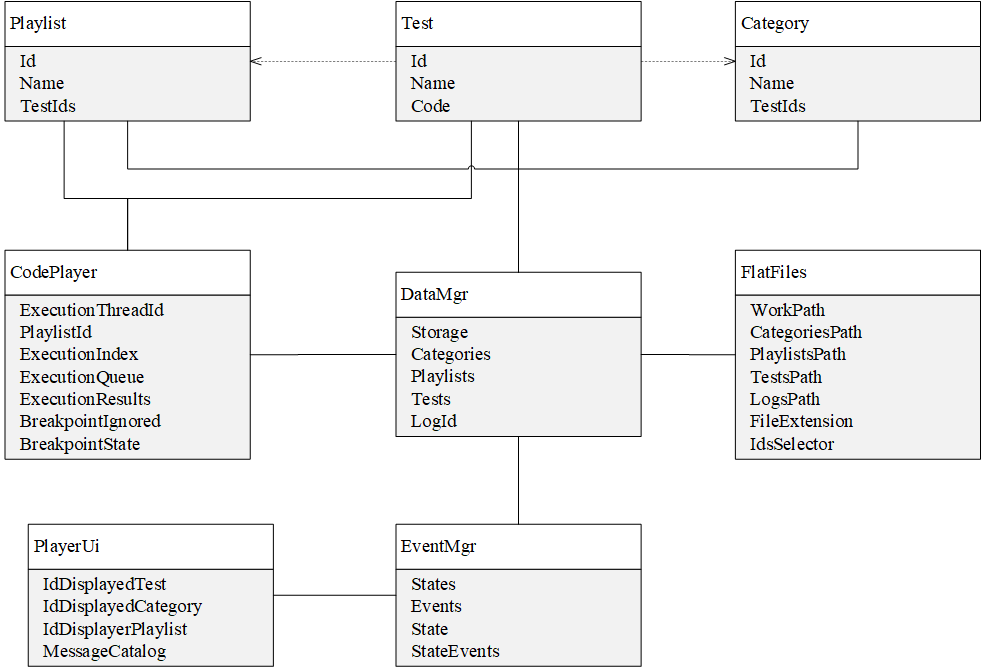 Playlist
Id
Name
TestIds
Test
Id
Name
Code
Category
Id
Name
TestIds
CodePlayer
ExecutionThreadId
PlaylistId
ExecutionIndex
ExecutionQueue
ExecutionResults
BreakpointIgnored
BreakpointState
DataMgr
Storage
Categories
Playlists
Tests
LogId
FlatFiles
WorkPath
CategoriesPath
PlaylistsPath
TestsPath
LogsPath
FileExtension
IdsSelector
PlayerUi
IdDisplayedTest
IdDisplayedCategory
IdDisplayerPlaylist
MessageCatalog
EventMgr
States
Events
State
StateEvents